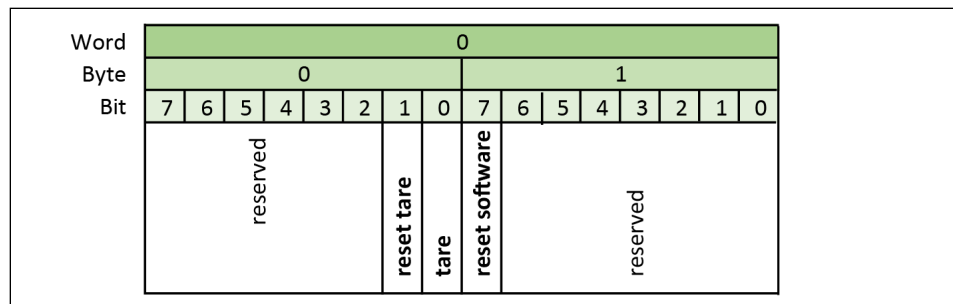 Word 0
Byte 0 1
Bit 7 6 5 4 3 2 1 0 7 6 5 4 3 2 1 0
reserved
reset tare
tare
reset software
reserved